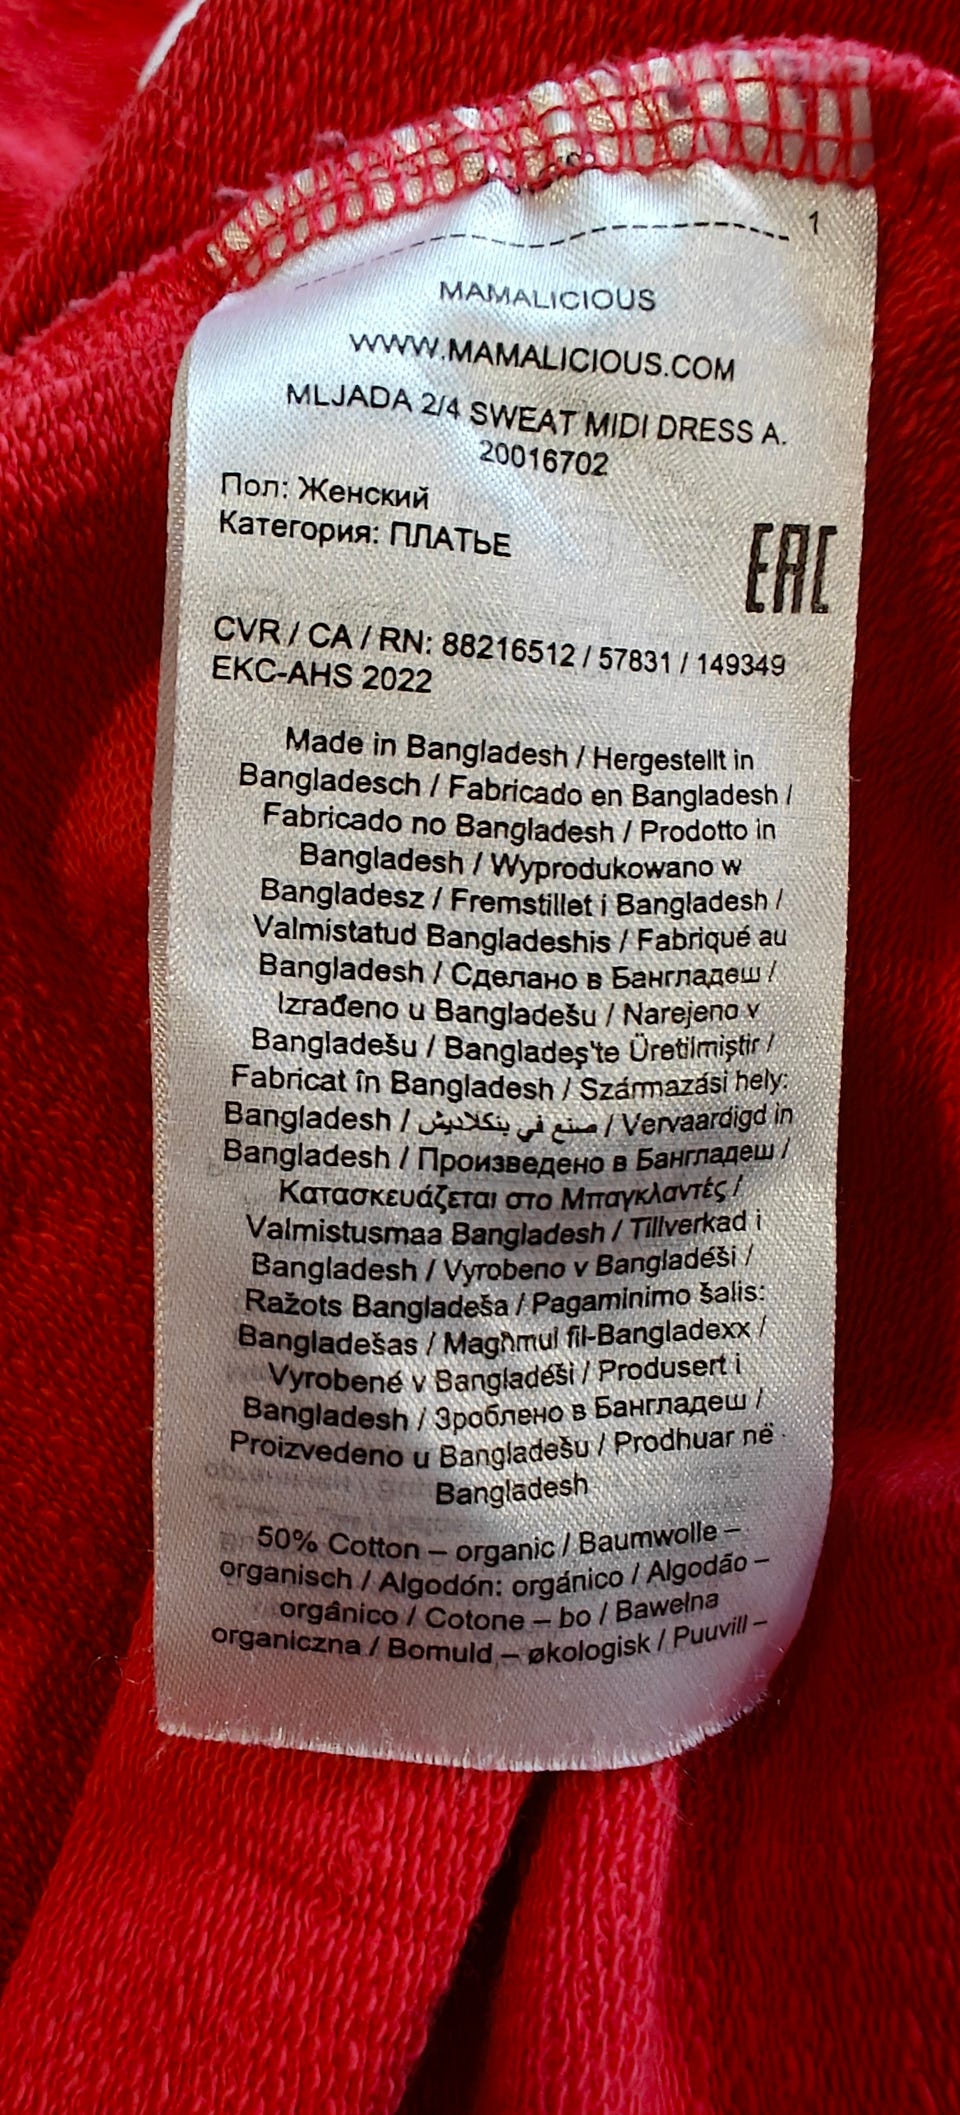 1
MAMALICIOUS
WWW.MAMALICIOUS.COM
MLJADA 2/4 SWEAT MIDI DRESS A.
20016702
Пол: Женский
Категория: ПЛАТЬЕ
EAC
CVR / CA / RN: 88216512 / 57831 / 149349
EKC-AHS 2022
Made in Bangladesh / Hergestellt in
Bangladesch / Fabricado en Bangladesh /
Fabricado no Bangladesh / Prodotto in
Bangladesh / Wyprodukowano w
Bangladesz / Fremstillet i Bangladesh /
Valmistatud Bangladeshis / Fabriqué au
Bangladesh / Сделано в Бангладеш /
Izrađeno u Bangladešu / Narejeno v
Bangladešu / Bangladeş'te Üretilmiştir /
Fabricat în Bangladesh / Származási hely:
Bangladesh / صنع في بنكلاديش / Vervaardigd in
Bangladesh / Произведено в Бангладеш /
Κατασκευάζεται στο Μπαγκλαντές /
Valmistusmaa Bangladesh / Tillverkad i
Bangladesh / Vyrobeno v Bangladéši /
Ražots Bangladeša / Pagaminimo šalis:
Bangladešas / Magħmul fil-Bangladexx /
Vyrobené v Bangladéši / Produsert i
Bangladesh / Зроблено в Бангладеш /
Proizvedeno u Bangladešu / Prodhuar në
Bangladesh
50% Cotton – organic / Baumwolle –
organisch / Algodón: orgánico / Algodão –
orgânico / Cotone – bo / Bawełna
organiczna / Bomuld – økologisk / Puuvill –